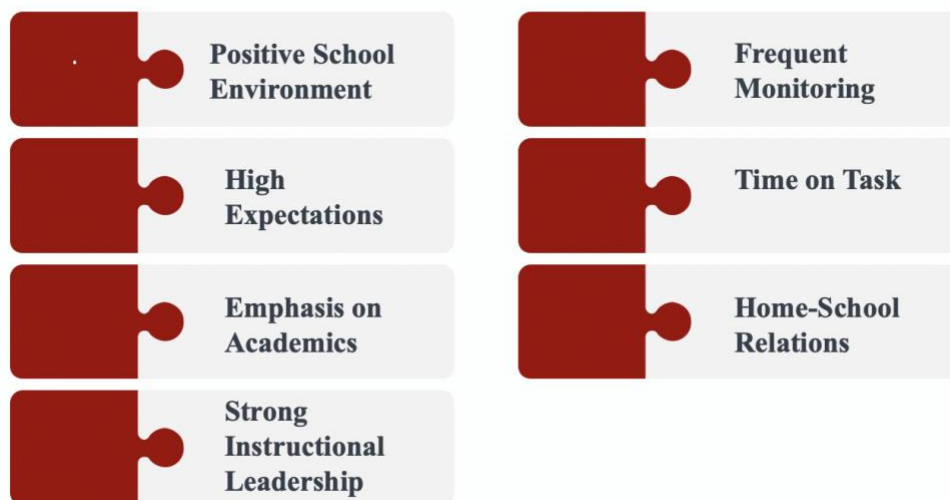 Positive School
Environment
High
Expectations
Emphasis on
Academics
Strong
Instructional
Leadership
Frequent
Monitoring
Time on Task
Home-School
Relations